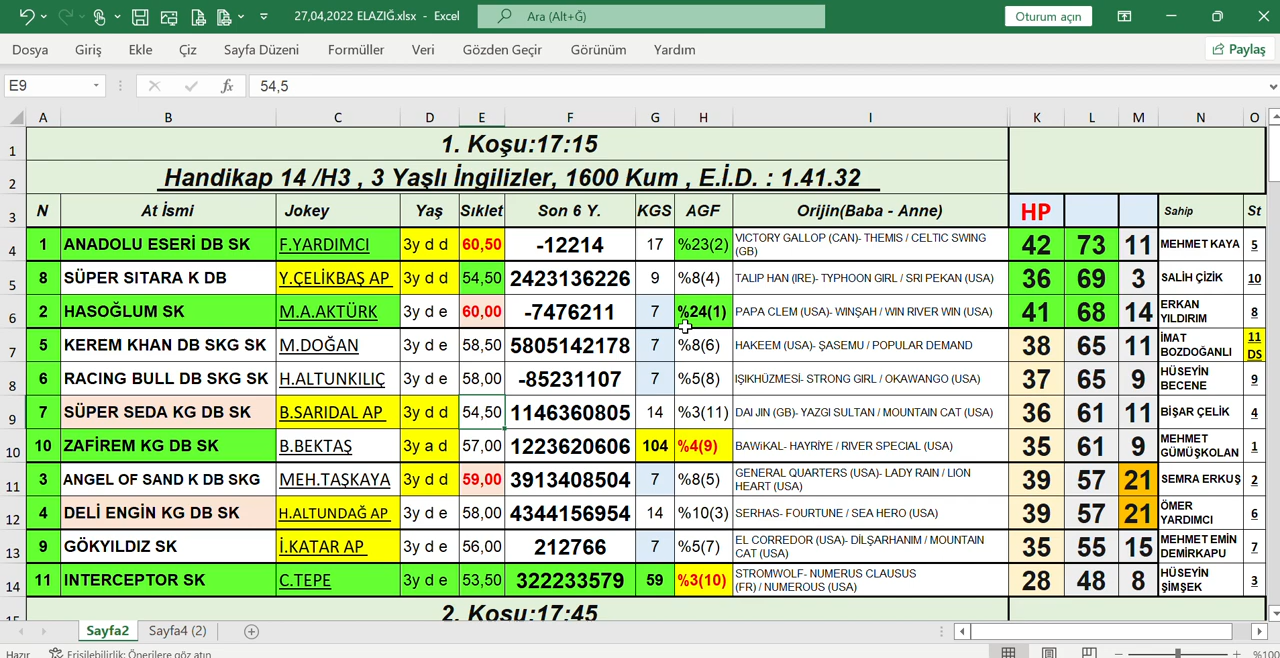 27,04,2022 ELAZIĞ.xlsx - Excel
Ara (Alt+Ğ)
Oturum açın
Dosya Giriş Ekle Çiz Sayfa Düzeni Formüller Veri Gözden Geçir Görünüm Yardım
Paylaş
E9 fx 54,5
A B C D E F G H I K L M N O
1 1. Koşu:17:15
2 Handikap 14 /H3 , 3 Yaşlı İngilizler, 1600 Kum , E.İ.D. : 1.41.32
3 N At İsmi Jokey Yaş Sıklet Son 6 Y. KGS AGF Orijin(Baba - Anne) HP Sahip St
4 1 ANADOLU ESERİ DB SK F.YARDIMCI 3y d d 60,50 -12214 17 %23(2) VICTORY GALLOP (CAN)- THEMIS / CELTIC SWING (GB) 42 73 11 MEHMET KAYA 5
5 8 SÜPER SITARA K DB Y.ÇELİKBAŞ AP 3y d d 54,50 2423136226 9 %8(4) TALIP HAN (IRE)- TYPHOON GIRL / SRI PEKAN (USA) 36 69 3 SALİH ÇİZİK 10
6 2 HASOĞLUM SK M.A.AKTÜRK 3y d e 60,00 -7476211 7 %24(1) PAPA CLEM (USA)- WINŞAH / WIN RIVER WIN (USA) 41 68 14 ERKAN YILDIRIM 8
7 5 KEREM KHAN DB SKG SK M.DOĞAN 3y d e 58,50 5805142178 7 %8(6) HAKEEM (USA)- ŞASEMU / POPULAR DEMAND 38 65 11 İMAT BOZDOĞANLI 11 DS
8 6 RACING BULL DB SKG SK H.ALTUNKILIÇ 3y d e 58,00 -85231107 7 %5(8) IŞIKHÜZMESİ- STRONG GIRL / OKAWANGO (USA) 37 65 9 HÜSEYİN BECENE 9
9 7 SÜPER SEDA KG DB SK B.SARIDAL AP 3y d d 54,50 1146360805 14 %3(11) DAI JIN (GB)- YAZGI SULTAN / MOUNTAIN CAT (USA) 36 61 11 BİŞAR ÇELİK 4
10 10 ZAFİREM KG DB SK B.BEKTAŞ 3y a d 57,00 1223620606 104 %4(9) BAWiKAL- HAYRİYE / RIVER SPECIAL (USA) 35 61 9 MEHMET GÜMÜŞKOLAN 1
11 3 ANGEL OF SAND K DB SKG MEH.TAŞKAYA 3y d d 59,00 3913408504 7 %8(5) GENERAL QUARTERS (USA)- LADY RAIN / LION HEART (USA) 39 57 21 SEMRA ERKUŞ 2
12 4 DELİ ENGİN KG DB SK H.ALTUNDAĞ AP 3y d e 58,00 4344156954 14 %10(3) SERHAS- FOURTUNE / SEA HERO (USA) 39 57 21 ÖMER YARDIMCI 6
13 9 GÖKYILDIZ SK İ.KATAR AP 3y d e 56,00 212766 7 %5(7) EL CORREDOR (USA)- DİLŞARHANIM / MOUNTAIN CAT (USA) 35 55 15 MEHMET EMİN DEMİRKAPU 7
14 11 INTERCEPTOR SK C.TEPE 3y d e 53,50 322233579 59 %3(10) STROMWOLF- NUMERUS CLAUSUS (FR) / NUMEROUS (USA) 28 48 8 HÜSEYİN ŞİMŞEK 3
15 2. Koşu:17:45
Sayfa2 Sayfa4 (2)
Hazır Erişilebilirlik: Önerilere göz atın %100